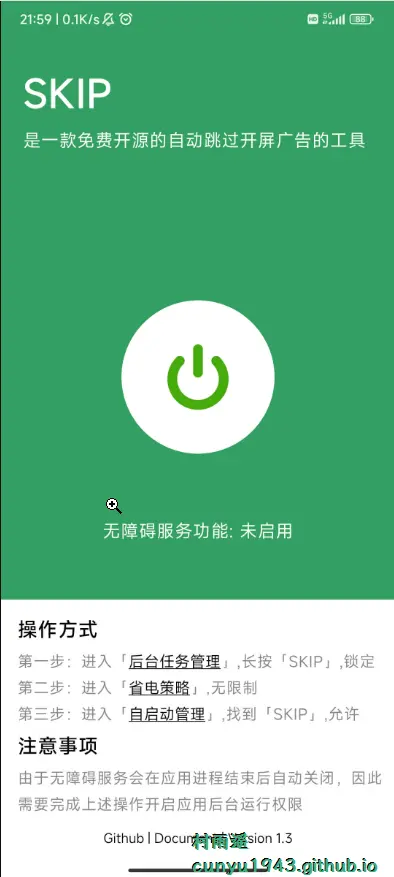 21:59 | 0.1K/s
HD 5G 88
SKIP
是一款免费开源的自动跳过开屏广告的工具
无障碍服务功能: 未启用
操作方式
第一步：进入「后台任务管理」,长按「SKIP」,锁定
第二步：进入「省电策略」,无限制
第三步：进入「自启动管理」,找到「SKIP」,允许
注意事项
由于无障碍服务会在应用进程结束后自动关闭，因此
需要完成上述操作开启应用后台运行权限
Github | Document Version 1.3
村雨遥
cunyu1943.github.io